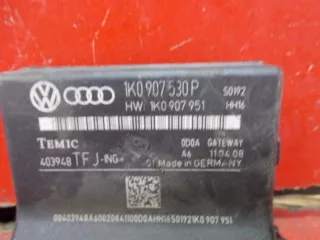 1K0 907 530 P S0192
HW: 1K0 907 951 HH16
TEMIC 0D0A GATEWAY
403948 TFJ-ING A6 11.04.08
Made in GERMANY